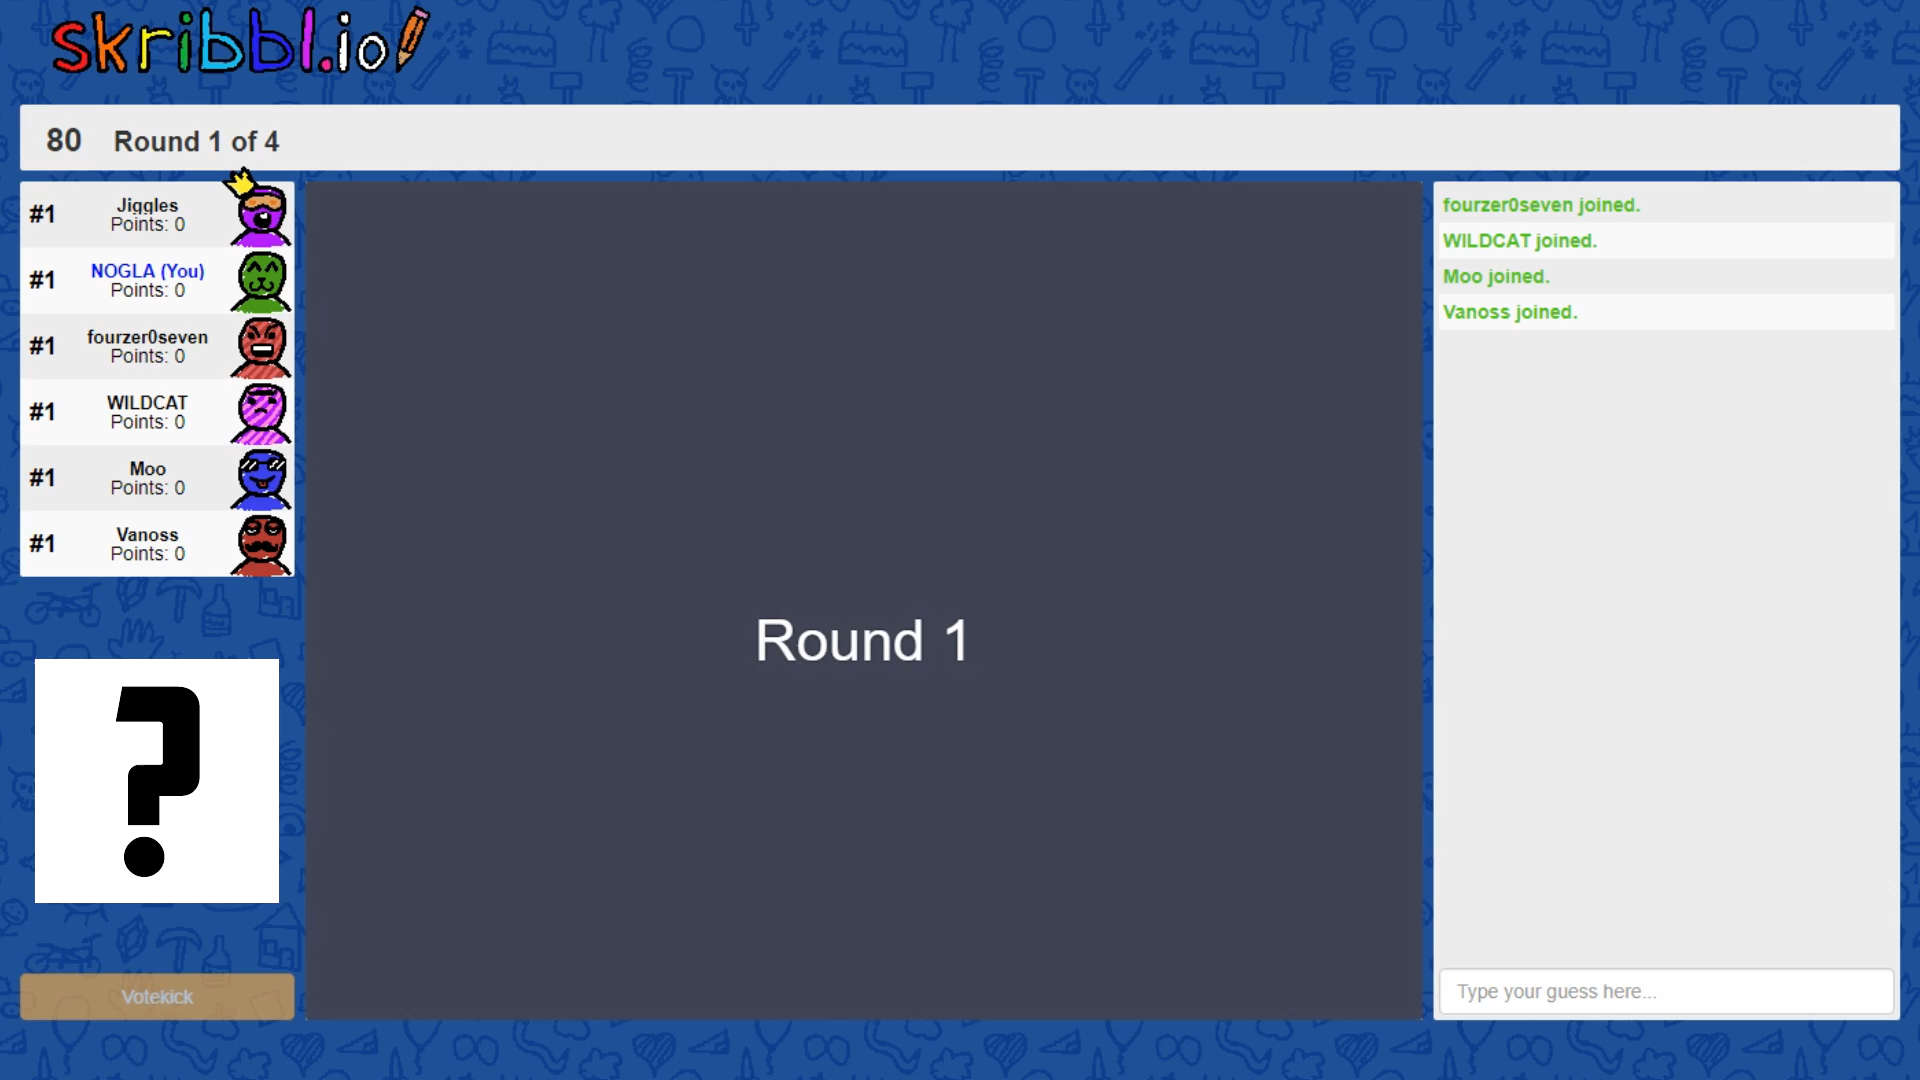 skribbl.io
80 Round 1 of 4
#1 Jiggles
Points: 0
#1 NOGLA (You)
Points: 0
#1 fourzer0seven
Points: 0
#1 WILDCAT
Points: 0
#1 Moo
Points: 0
#1 Vanoss
Points: 0
?
Votekick
Round 1
fourzer0seven joined.
WILDCAT joined.
Moo joined.
Vanoss joined.
Type your guess here...